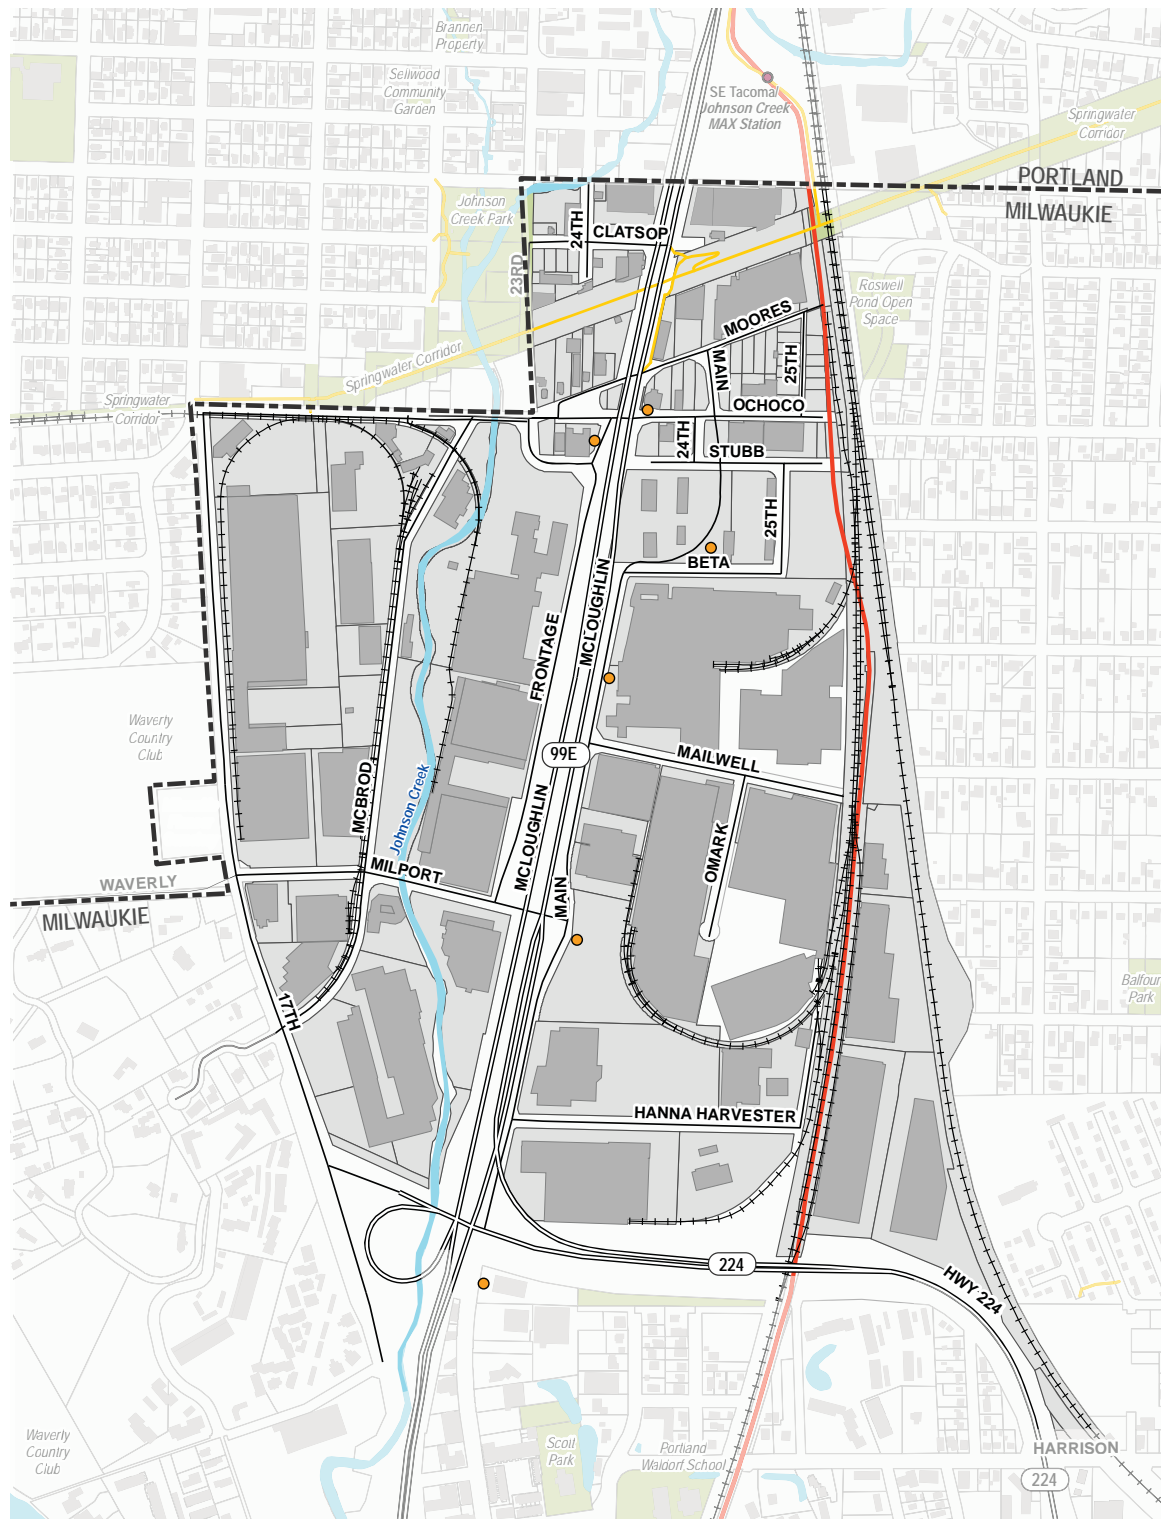 Brannen
Property
Sellwood
Community
Garden
SE Tacoma/
Johnson Creek
MAX Station
Springwater
Corridor
PORTLAND
MILWAUKIE
Johnson
Creek Park
24TH
CLATSOP
23RD
Roswell
Pond Open
Space
MOORES
MAIN
25TH
Springwater Corridor
Springwater
Corridor
OCHOCO
24TH
STUBB
25TH
BETA
MCLOUGHLIN
FRONTAGE
Waverly
Country
Club
99E
MAILWELL
MCBROD
Johnson Creek
MCLOUGHLIN
OMARK
MILPORT
MAIN
WAVERLY
MILWAUKIE
Balfour
Park
17TH
HANNA HARVESTER
224
HWY 224
Waverly
Country
Club
Scott
Park
Portland
Waldorf School
HARRISON
224